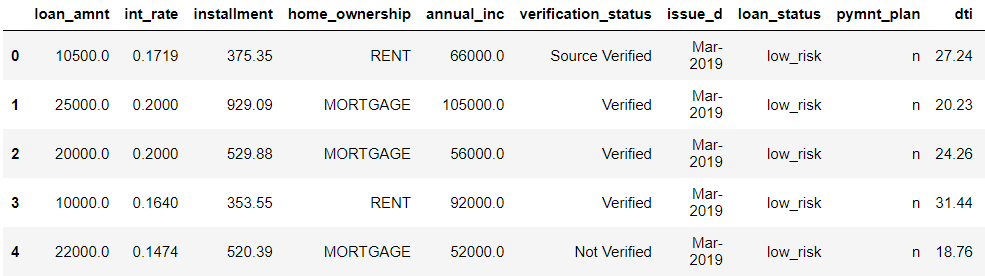 loan_amnt int_rate installment home_ownership annual_inc verification_status issue_d loan_status pymnt_plan dti
0 10500.0 0.1719 375.35 RENT 66000.0 Source Verified Mar-2019 low_risk n 27.24
1 25000.0 0.2000 929.09 MORTGAGE 105000.0 Verified Mar-2019 low_risk n 20.23
2 20000.0 0.2000 529.88 MORTGAGE 56000.0 Verified Mar-2019 low_risk n 24.26
3 10000.0 0.1640 353.55 RENT 92000.0 Verified Mar-2019 low_risk n 31.44
4 22000.0 0.1474 520.39 MORTGAGE 52000.0 Not Verified Mar-2019 low_risk n 18.76